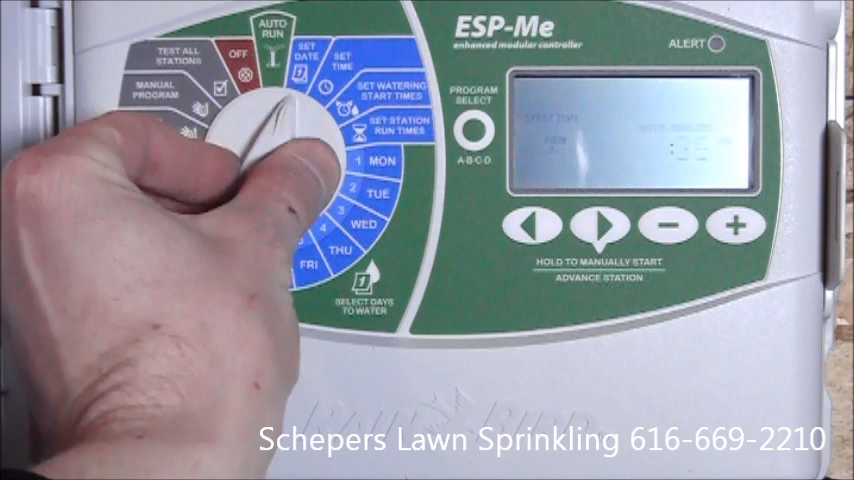 TEST ALL
STATIONS
OFF
AUTO
RUN
SET
DATE
SET
TIME
MANUAL
PROGRAM
SET WATERING
START TIMES
SET STATION
RUN TIMES
1 MON
2 TUE
3 WED
4 THU
FRI
SELECT DAYS
TO WATER
ESP-Me
enhanced modular controller
ALERT
PROGRAM
SELECT
A-B-C-D
HOLD TO MANUALLY START
ADVANCE STATION
RAIN BIRD
Schepers Lawn Sprinkling 616-669-2210